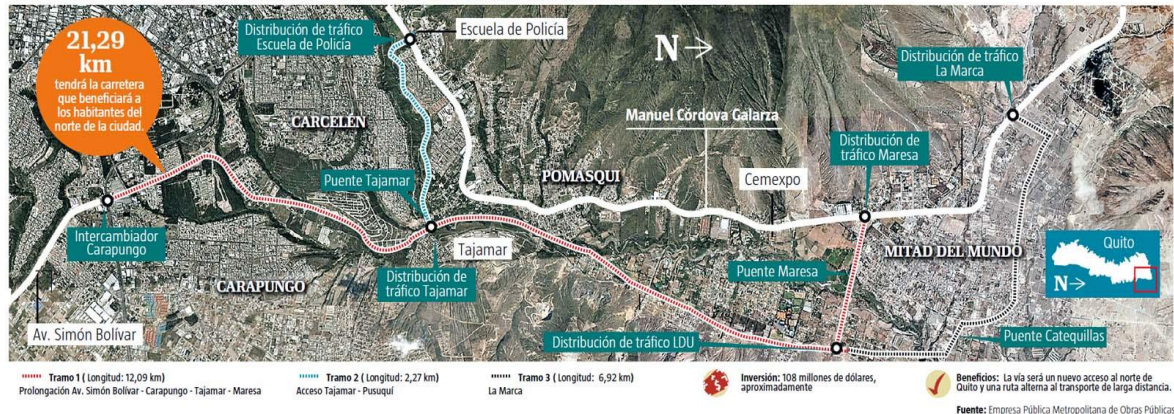 21,29
km
tendrá la carretera
que beneficiará a
los habitantes del
norte de la ciudad.
Distribución de tráfico
Escuela de Policía
Escuela de Policía
N
Distribución de tráfico
La Marca
CARCELÉN
Manuel Córdova Galarza
Distribución de
tráfico Maresa
Puente Tajamar
POMASQUI
Cemexpo
Intercambiador
Carapungo
Tajamar
MITAD DEL MUNDO
Quito
N
Distribución de
tráfico Tajamar
Puente Maresa
CARAPUNGO
Av. Simón Bolívar
Distribución de tráfico LDU
Puente Catequillas
Tramo 1 ( Longitud: 12,09 km)
Prolongación Av. Simón Bolívar - Carapungo - Tajamar - Maresa
Tramo 2 ( Longitud: 2,27 km)
Acceso Tajamar - Pusuquí
Tramo 3 ( Longitud: 6,92 km)
La Marca
Inversión: 108 millones de dólares,
aproximadamente
Beneficios: La vía será un nuevo acceso al norte de
Quito y una ruta alterna al transporte de larga distancia.
Fuente: Empresa Pública Metropolitana de Obras Públicas